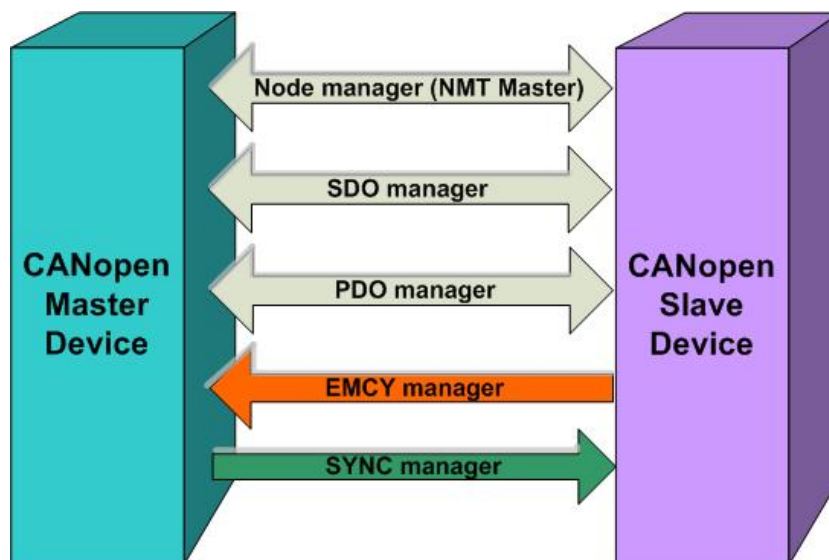 Node manager (NMT Master)
SDO manager
PDO manager
EMCY manager
SYNC manager
CANopen
Master
Device
CANopen
Slave
Device